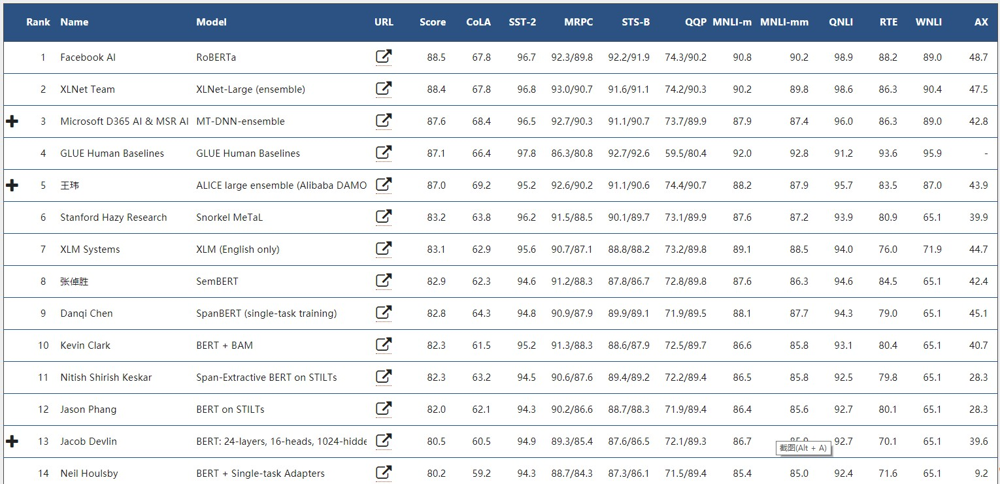 Rank Name Model URL Score CoLA SST-2 MRPC STS-B QQP MNLI-m MNLI-mm QNLI RTE WNLI AX
1 Facebook AI RoBERTa 88.5 67.8 96.7 92.3/89.8 92.2/91.9 74.3/90.2 90.8 90.2 98.9 88.2 89.0 48.7
2 XLNet Team XLNet-Large (ensemble) 88.4 67.8 96.8 93.0/90.7 91.6/91.1 74.2/90.3 90.2 89.8 98.6 86.3 90.4 47.5
3 Microsoft D365 AI & MSR AI MT-DNN-ensemble 87.6 68.4 96.5 92.7/90.3 91.1/90.7 73.7/89.9 87.9 87.4 96.0 86.3 89.0 42.8
4 GLUE Human Baselines GLUE Human Baselines 87.1 66.4 97.8 86.3/80.8 92.7/92.6 59.5/80.4 92.0 92.8 91.2 93.6 95.9 -
5 王玮 ALICE large ensemble (Alibaba DAMO 87.0 69.2 95.2 92.6/90.2 91.1/90.6 74.4/90.7 88.2 87.9 95.7 83.5 87.0 43.9
6 Stanford Hazy Research Snorkel MeTaL 83.2 63.8 96.2 91.5/88.5 90.1/89.7 73.1/89.9 87.6 87.2 93.9 80.9 65.1 39.9
7 XLM Systems XLM (English only) 83.1 62.9 95.6 90.7/87.1 88.8/88.2 73.2/89.8 89.1 88.5 94.0 76.0 71.9 44.7
8 张倬胜 SemBERT 82.9 62.3 94.6 91.2/88.3 87.8/86.7 72.8/89.8 87.6 86.3 94.6 84.5 65.1 42.4
9 Danqi Chen SpanBERT (single-task training) 82.8 64.3 94.8 90.9/87.9 89.9/89.1 71.9/89.5 88.1 87.7 94.3 79.0 65.1 45.1
10 Kevin Clark BERT + BAM 82.3 61.5 95.2 91.3/88.3 88.6/87.9 72.5/89.7 86.6 85.8 93.1 80.4 65.1 40.7
11 Nitish Shirish Keskar Span-Extractive BERT on STILTs 82.3 63.2 94.5 90.6/87.6 89.4/89.2 72.2/89.4 86.5 85.8 92.5 79.8 65.1 28.3
12 Jason Phang BERT on STILTs 82.0 62.1 94.3 90.2/86.6 88.7/88.3 71.9/89.4 86.4 85.6 92.7 80.1 65.1 28.3
13 Jacob Devlin BERT: 24-layers, 16-heads, 1024-hidde 80.5 60.5 94.9 89.3/85.4 87.6/86.5 72.1/89.3 86.7 92.7 70.1 65.1 39.6
截图(Alt + A)
14 Neil Houlsby BERT + Single-task Adapters 80.2 59.2 94.3 88.7/84.3 87.3/86.1 71.5/89.4 85.4 85.0 92.4 71.6 65.1 9.2